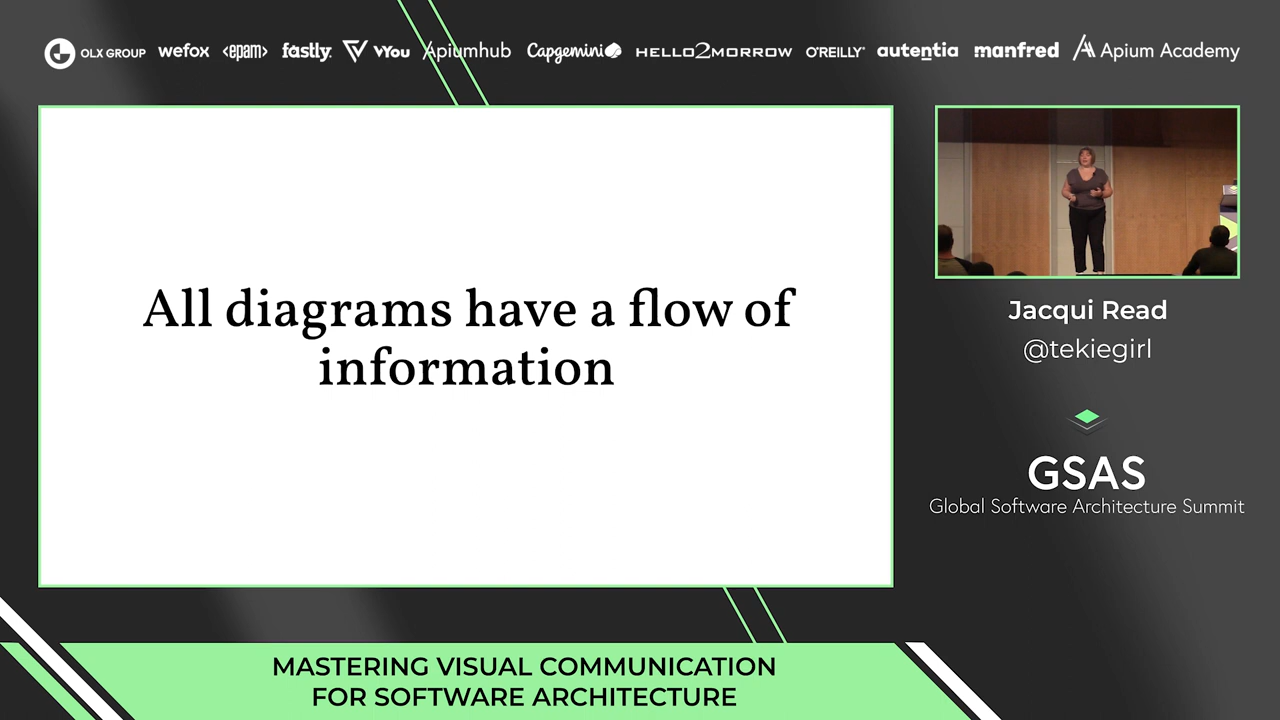 OLX GROUP wefox <epam> fastly. VYou Apiumhub Capgemini HELLO2MORROW O'REILLY® autentia manfred Apium Academy
All diagrams have a flow of
information
Jacqui Read
@tekiegirl
GSAS
Global Software Architecture Summit
MASTERING VISUAL COMMUNICATION
FOR SOFTWARE ARCHITECTURE